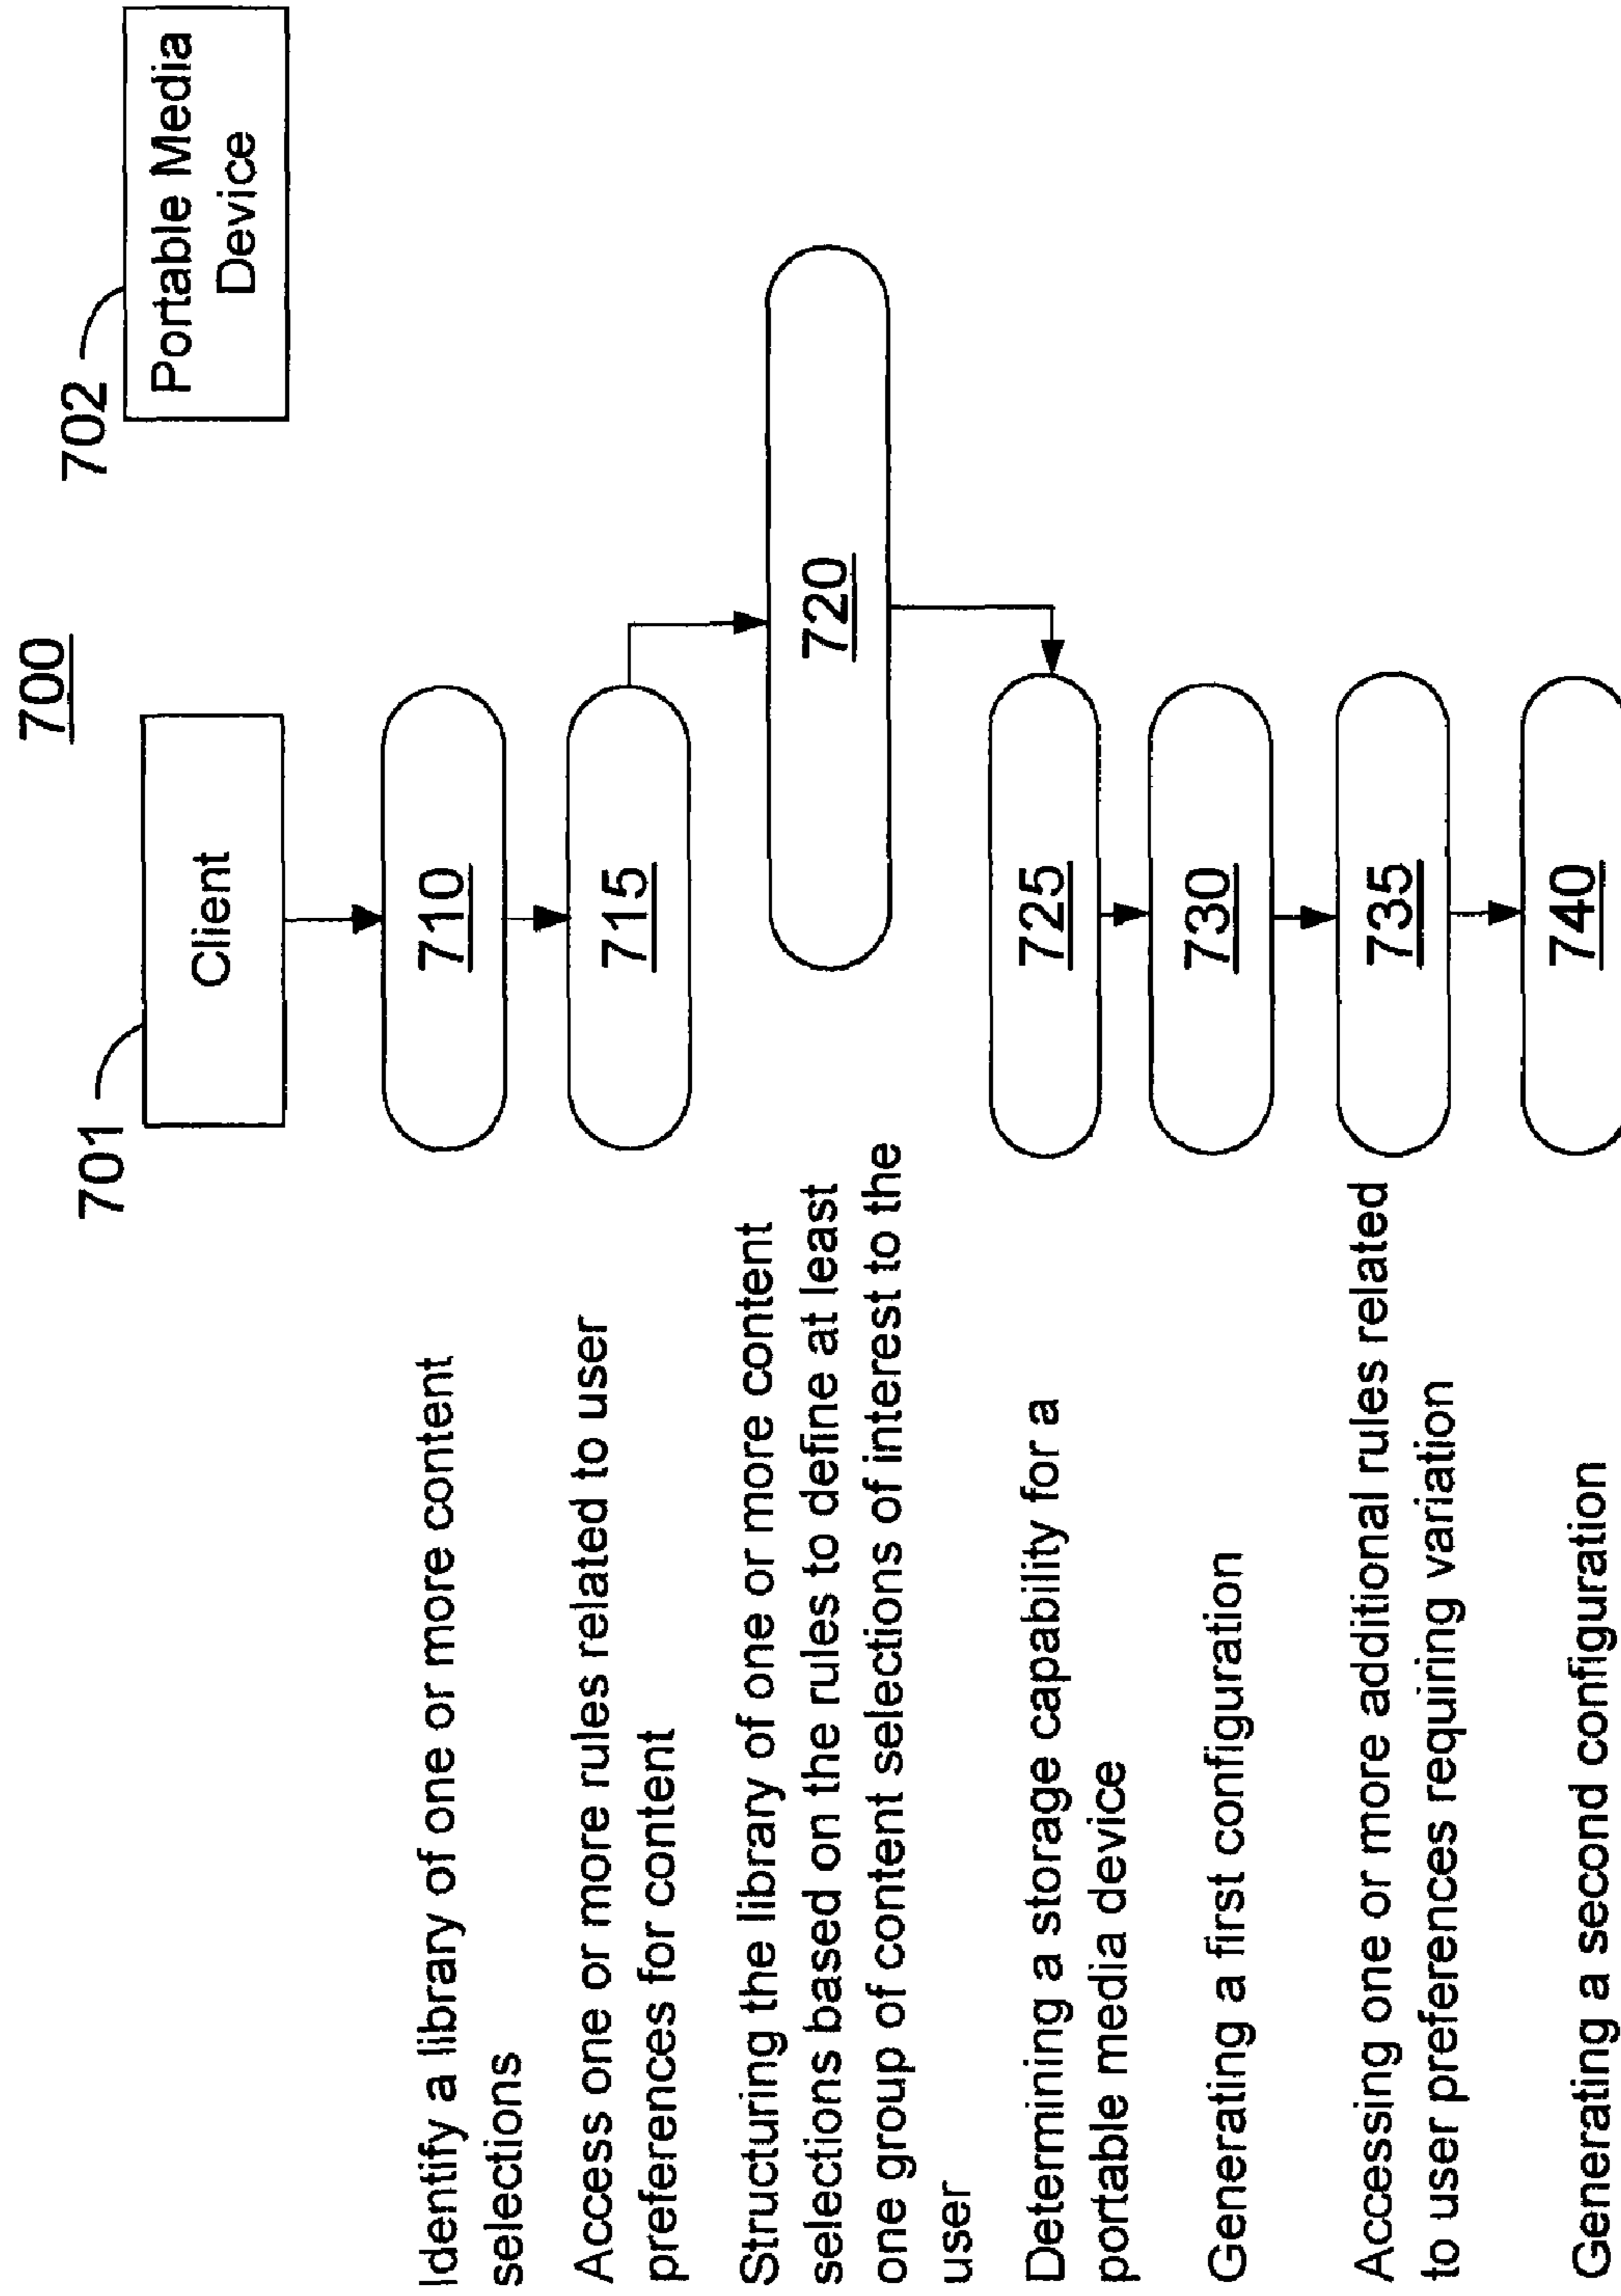 700
701
Client
702
Portable Media
Device
Identify a library of one or more content
selections
710
Access one or more rules related to user
preferences for content
715
Structuring the library of one or more content
selections based on the rules to define at least
one group of content selections of interest to the
user
720
Determining a storage capability for a
portable media device
725
Generating a first configuration
730
Accessing one or more additional rules related
to user preferences requiring variation
735
Generating a second configuration
740